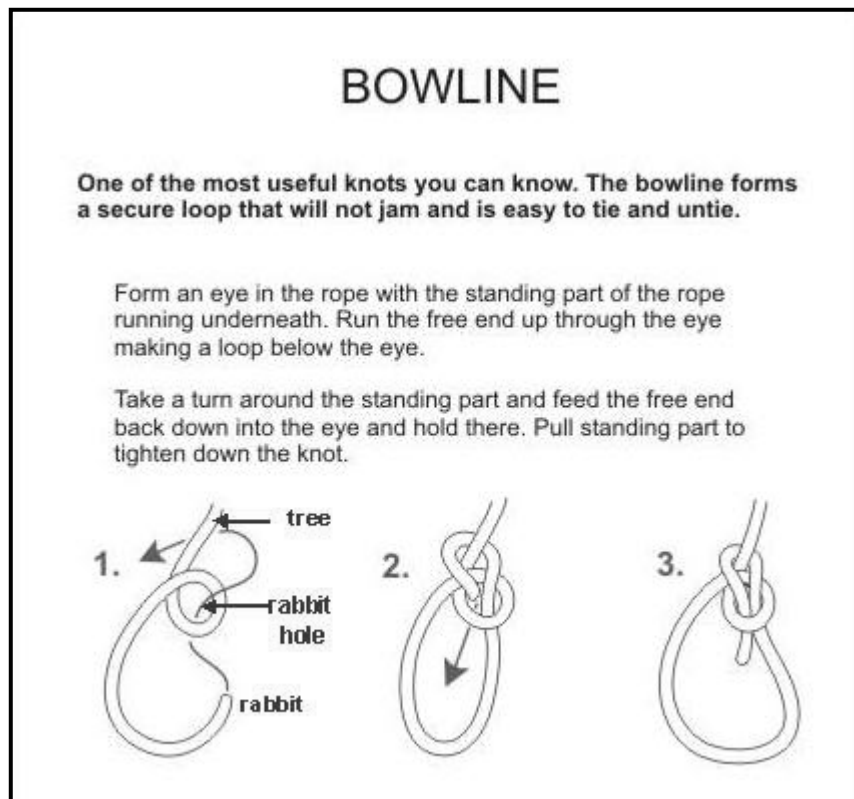 BOWLINE
One of the most useful knots you can know. The bowline forms
a secure loop that will not jam and is easy to tie and untie.
Form an eye in the rope with the standing part of the rope
running underneath. Run the free end up through the eye
making a loop below the eye.
Take a turn around the standing part and feed the free end
back down into the eye and hold there. Pull standing part to
tighten down the knot.
1.
tree
rabbit
hole
rabbit
2.
3.